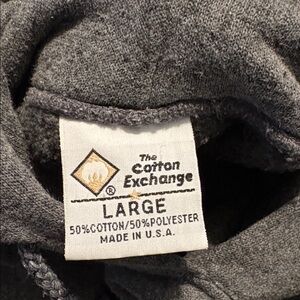 The
Cotton
Exchange
®
LARGE
50%COTTON/50%POLYESTER
MADE IN U.S.A.